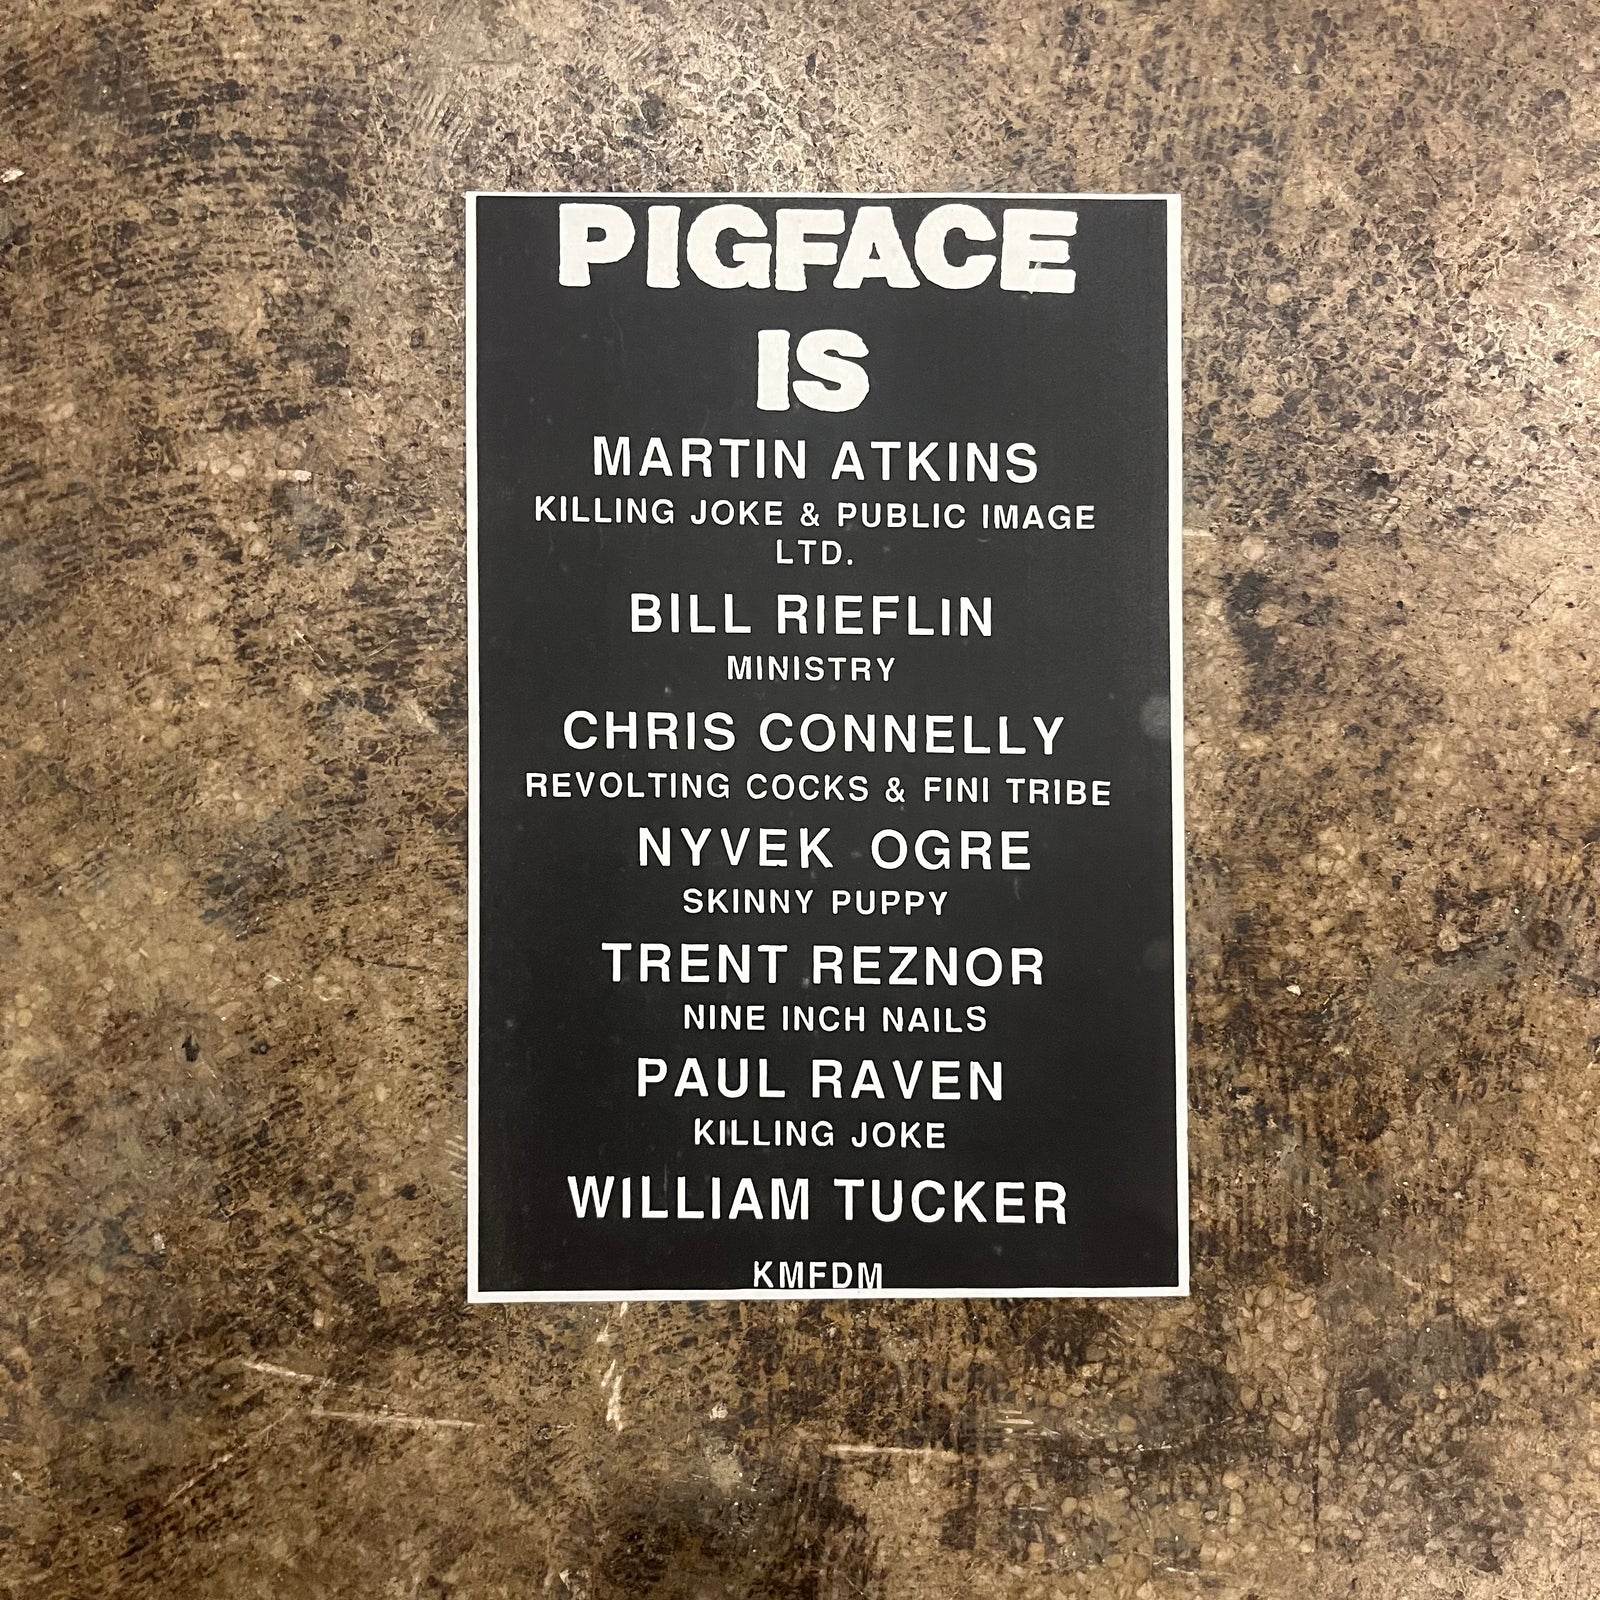 PIGFACE
IS
MARTIN ATKINS
KILLING JOKE & PUBLIC IMAGE
LTD.
BILL RIEFLIN
MINISTRY
CHRIS CONNELLY
REVOLTING COCKS & FINI TRIBE
NYVEK OGRE
SKINNY PUPPY
TRENT REZNOR
NINE INCH NAILS
PAUL RAVEN
KILLING JOKE
WILLIAM TUCKER
KMFDM